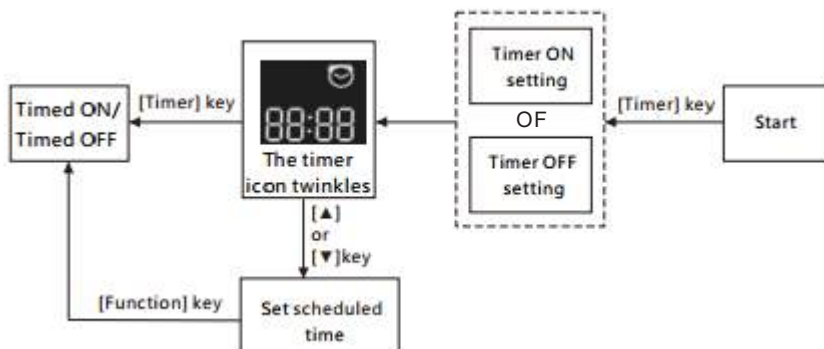 Timer ON
setting
OF
Timer OFF
setting
[Timer] key
Start
88:88
The timer
icon twinkles
[Timer] key
Timed ON/
Timed OFF
[▲]
or
[▼]key
[Function] key
Set scheduled
time